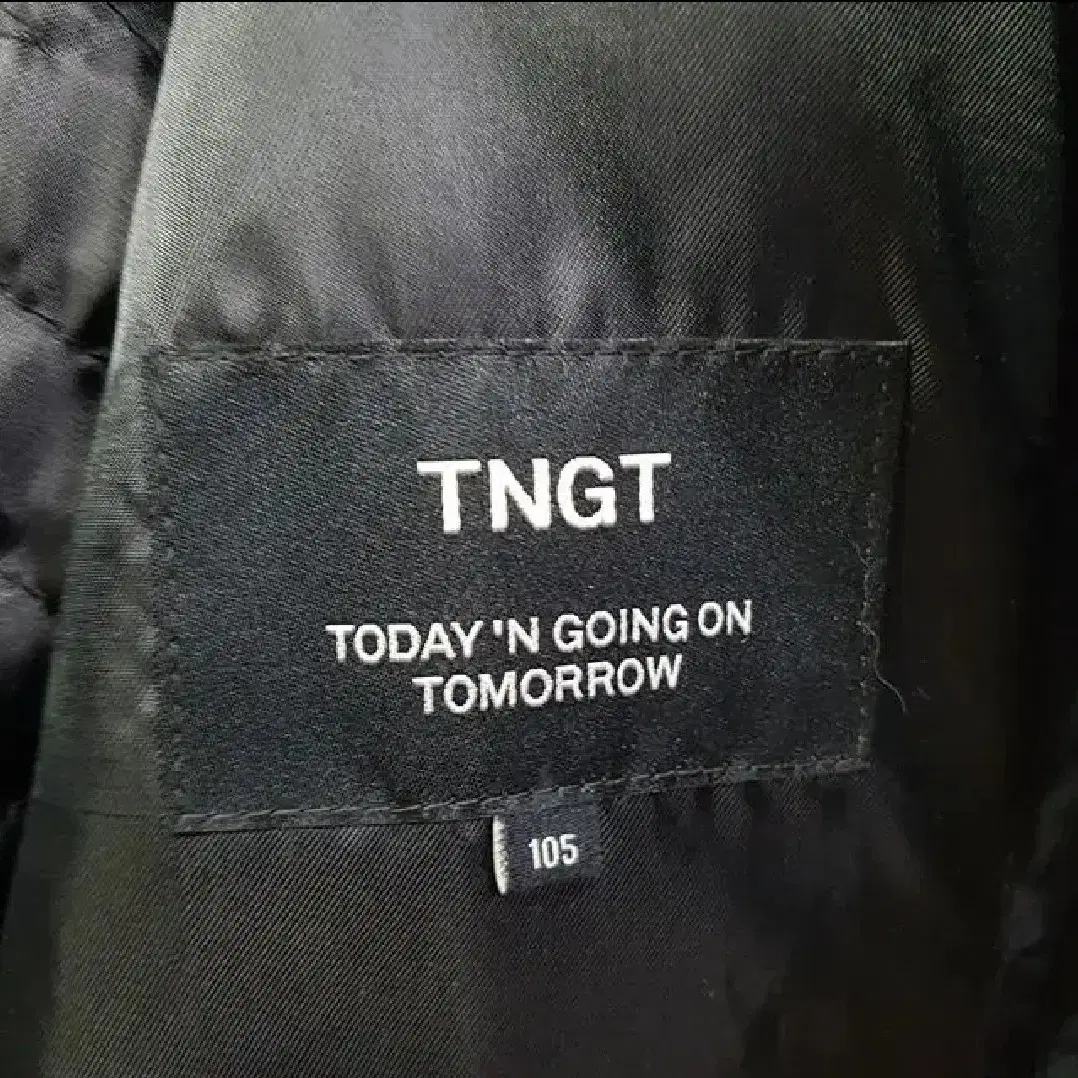 TNGT
TODAY 'N GOING ON
TOMORROW
105